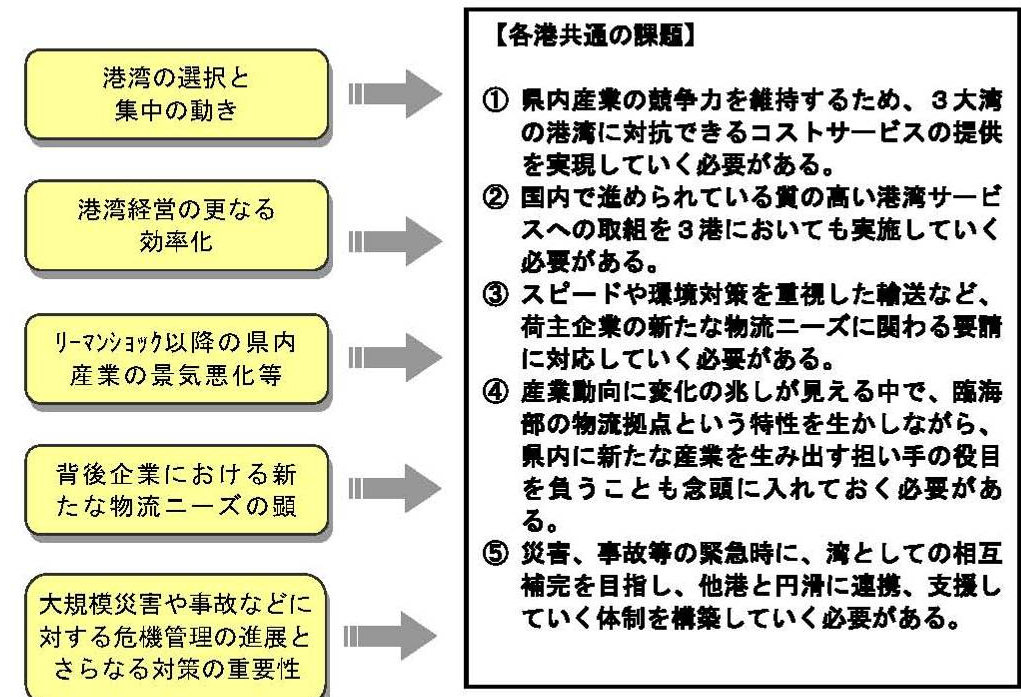 港湾の選択と
集中の動き
港湾経営の更なる
効率化
ﾘｰﾏﾝｼｮｯｸ以降の県内
産業の景気悪化等
背後企業における新
たな物流ニーズの顕
大規模災害や事故などに
対する危機管理の進展と
さらなる対策の重要性
【各港共通の課題】
① 県内産業の競争力を維持するため、３大湾
の港湾に対抗できるコストサービスの提供
を実現していく必要がある。
② 国内で進められている質の高い港湾サービ
スへの取組を３港においても実施していく
必要がある。
③ スピードや環境対策を重視した輸送など、
荷主企業の新たな物流ニーズに関わる要請
に対応していく必要がある。
④ 産業動向に変化の兆しが見える中で、臨海
部の物流拠点という特性を生かしながら、
県内に新たな産業を生み出す担い手の役目
を負うことも念頭に入れておく必要があ
る。
⑤ 災害、事故等の緊急時に、湾としての相互
補完を目指し、他港と円滑に連携、支援し
ていく体制を構築していく必要がある。